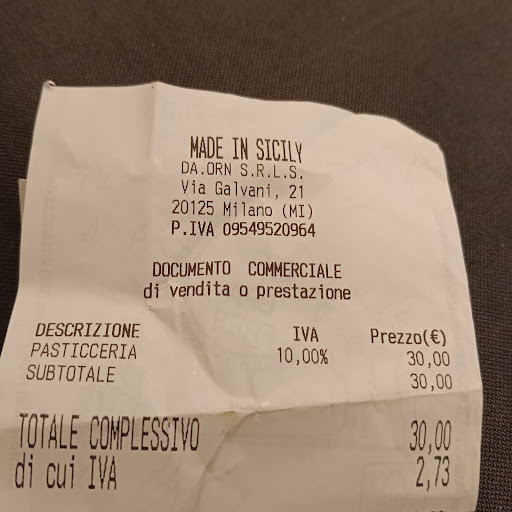 MADE IN SICILY
DA.ORN S.R.L.S.
Via Galvani, 21
20125 Milano (MI)
P.IVA 09549520964
DOCUMENTO COMMERCIALE
di vendita o prestazione
DESCRIZIONE IVA Prezzo(€)
PASTICCERIA 10,00% 30,00
SUBTOTALE 30,00
TOTALE COMPLESSIVO 30,00
di cui IVA 2,73